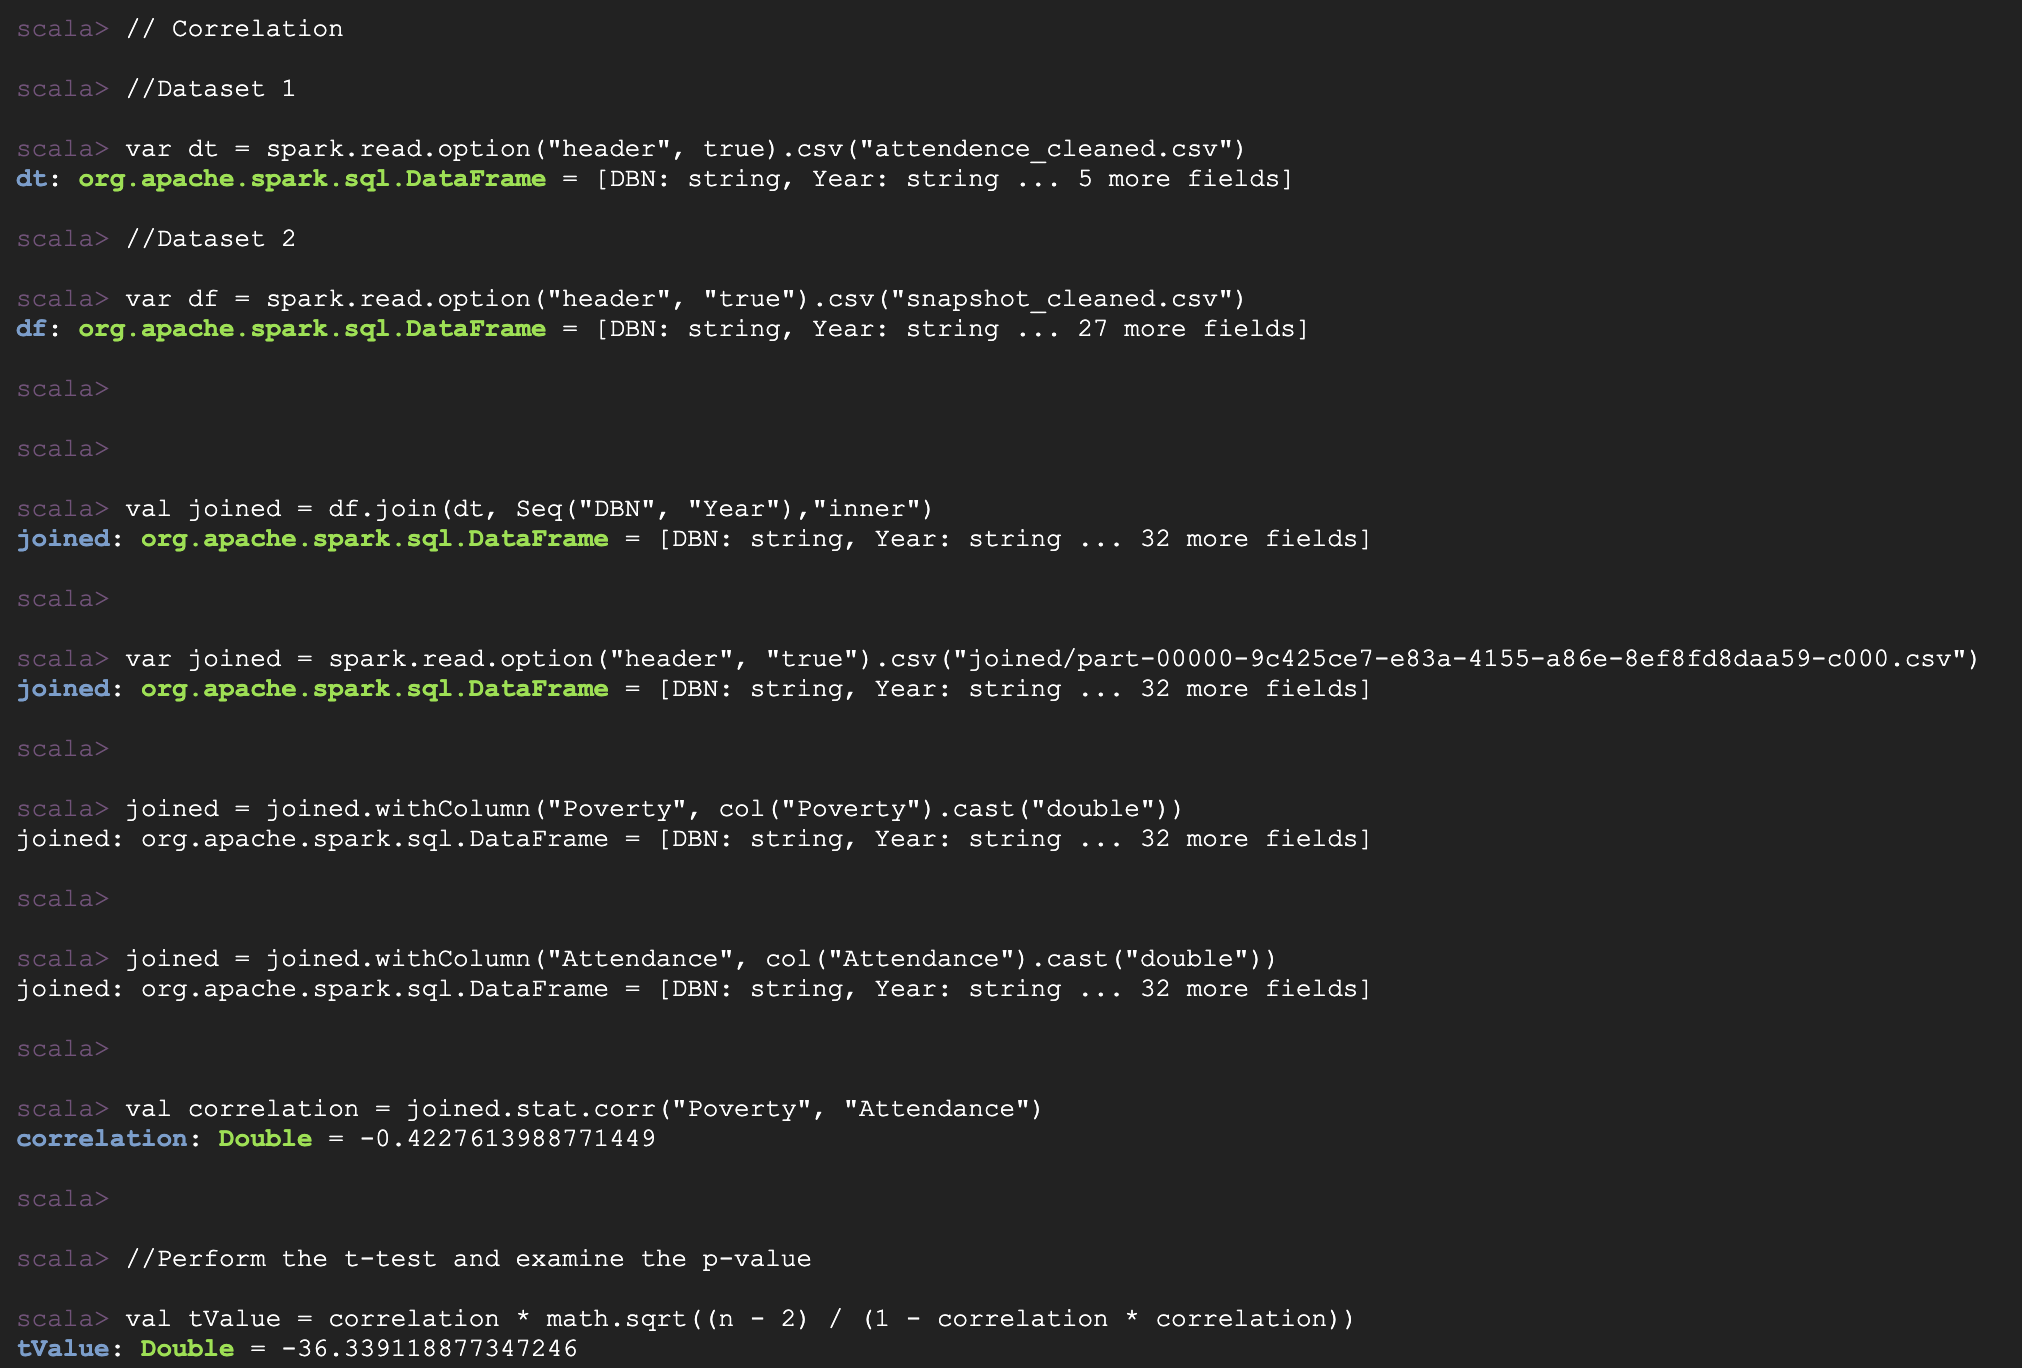 scala> // Correlation
scala> //Dataset 1
scala> var dt = spark.read.option("header", true).csv("attendence_cleaned.csv")
dt: org.apache.spark.sql.DataFrame = [DBN: string, Year: string ... 5 more fields]
scala> //Dataset 2
scala> var df = spark.read.option("header", "true").csv("snapshot_cleaned.csv")
df: org.apache.spark.sql.DataFrame = [DBN: string, Year: string ... 27 more fields]
scala>
scala>
scala> val joined = df.join(dt, Seq("DBN", "Year"),"inner")
joined: org.apache.spark.sql.DataFrame = [DBN: string, Year: string ... 32 more fields]
scala>
scala> var joined = spark.read.option("header", "true").csv("joined/part-00000-9c425ce7-e83a-4155-a86e-8ef8fd8daa59-c000.csv")
joined: org.apache.spark.sql.DataFrame = [DBN: string, Year: string ... 32 more fields]
scala>
scala> joined = joined.withColumn("Poverty", col("Poverty").cast("double"))
joined: org.apache.spark.sql.DataFrame = [DBN: string, Year: string ... 32 more fields]
scala>
scala> joined = joined.withColumn("Attendance", col("Attendance").cast("double"))
joined: org.apache.spark.sql.DataFrame = [DBN: string, Year: string ... 32 more fields]
scala>
scala> val correlation = joined.stat.corr("Poverty", "Attendance")
correlation: Double = -0.4227613988771449
scala>
scala> //Perform the t-test and examine the p-value
scala> val tValue = correlation * math.sqrt((n - 2) / (1 - correlation * correlation))
tValue: Double = -36.339118877347246